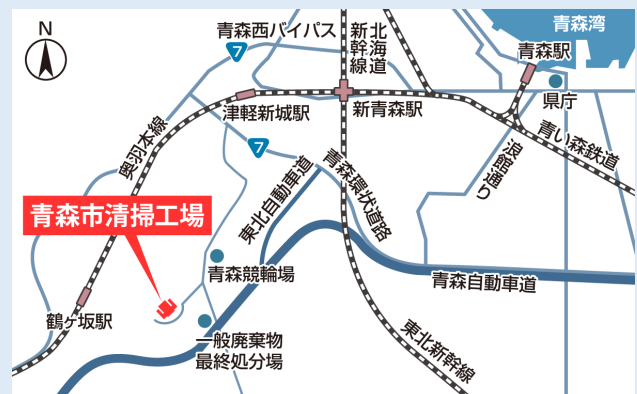 N
青森西バイパス
7
北海道
新幹線
青森湾
青森駅
県庁
津軽新城駅
新青森駅
奥羽本線
7
青い森鉄道
浪館通り
東北自動車道
青森環状道路
青森市清掃工場
青森競輪場
青森自動車道
鶴ヶ坂駅
一般廃棄物
最終処分場
東北新幹線